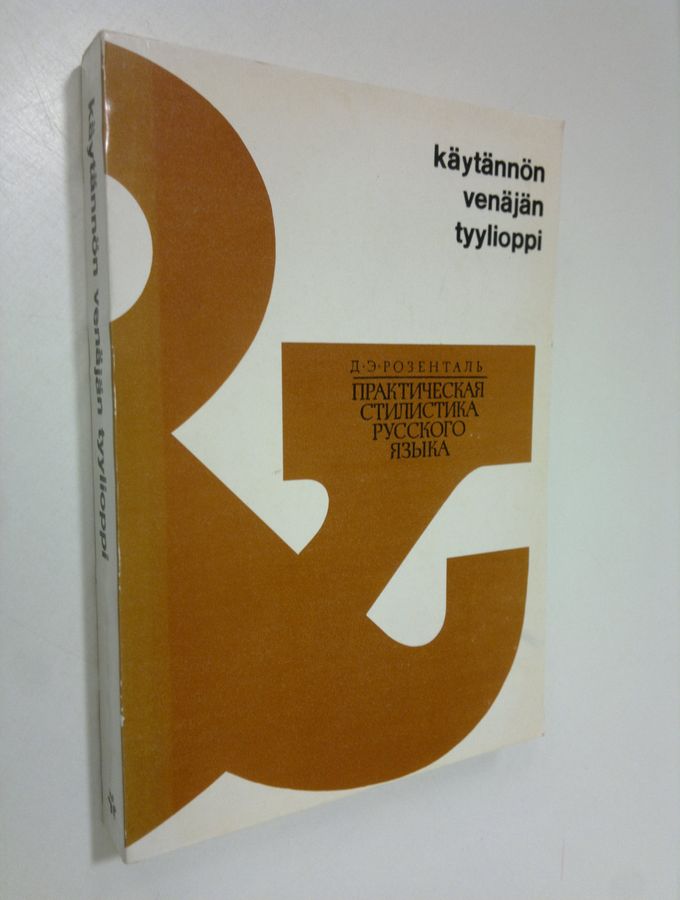 käytännön
venäjän
tyylioppi
Д·Э·РОЗЕНТАЛЬ
ПРАКТИЧЕСКАЯ
СТИЛИСТИКА
РУССКОГО
ЯЗЫКА
käytännön venäjän tyylioppi